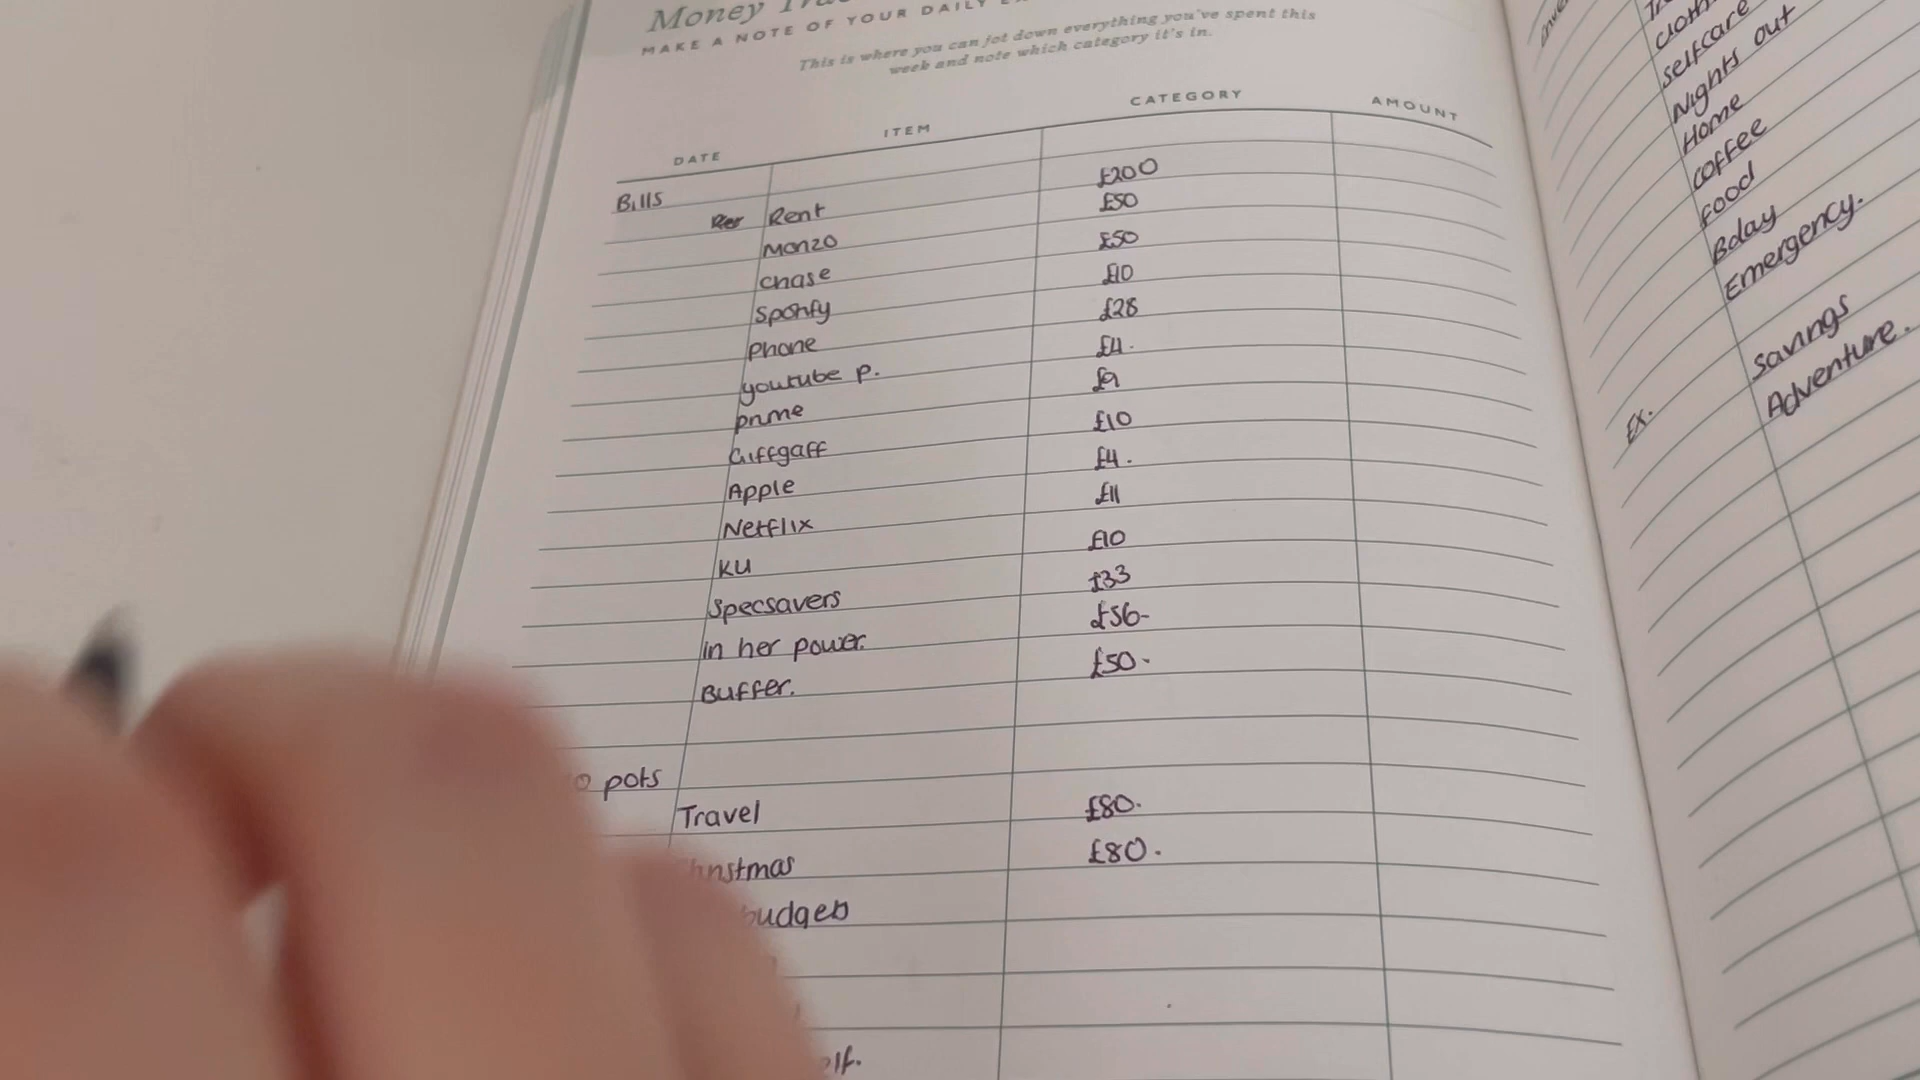 Money
MAKE A NOTE OF YOUR DAILY
This is where you can jot down everything you've spent this
week and note which category it's in.
DATE ITEM CATEGORY AMOUNT
Bills
Rent £200
Monzo £50
chase £50
Spotify £10
Phone £28
youtube p. £4.
prime £9
Giffgaff £10
Apple £4.
Netflix £11
KU £10
Specsavers £33
in her power. £56-
Buffer. £50.
pots
Travel £80.
Christmas £80.
budgets
selfcare
Nights out
Home
coffee
food
Bday
Emergency.
savings
Ex. Adventure.